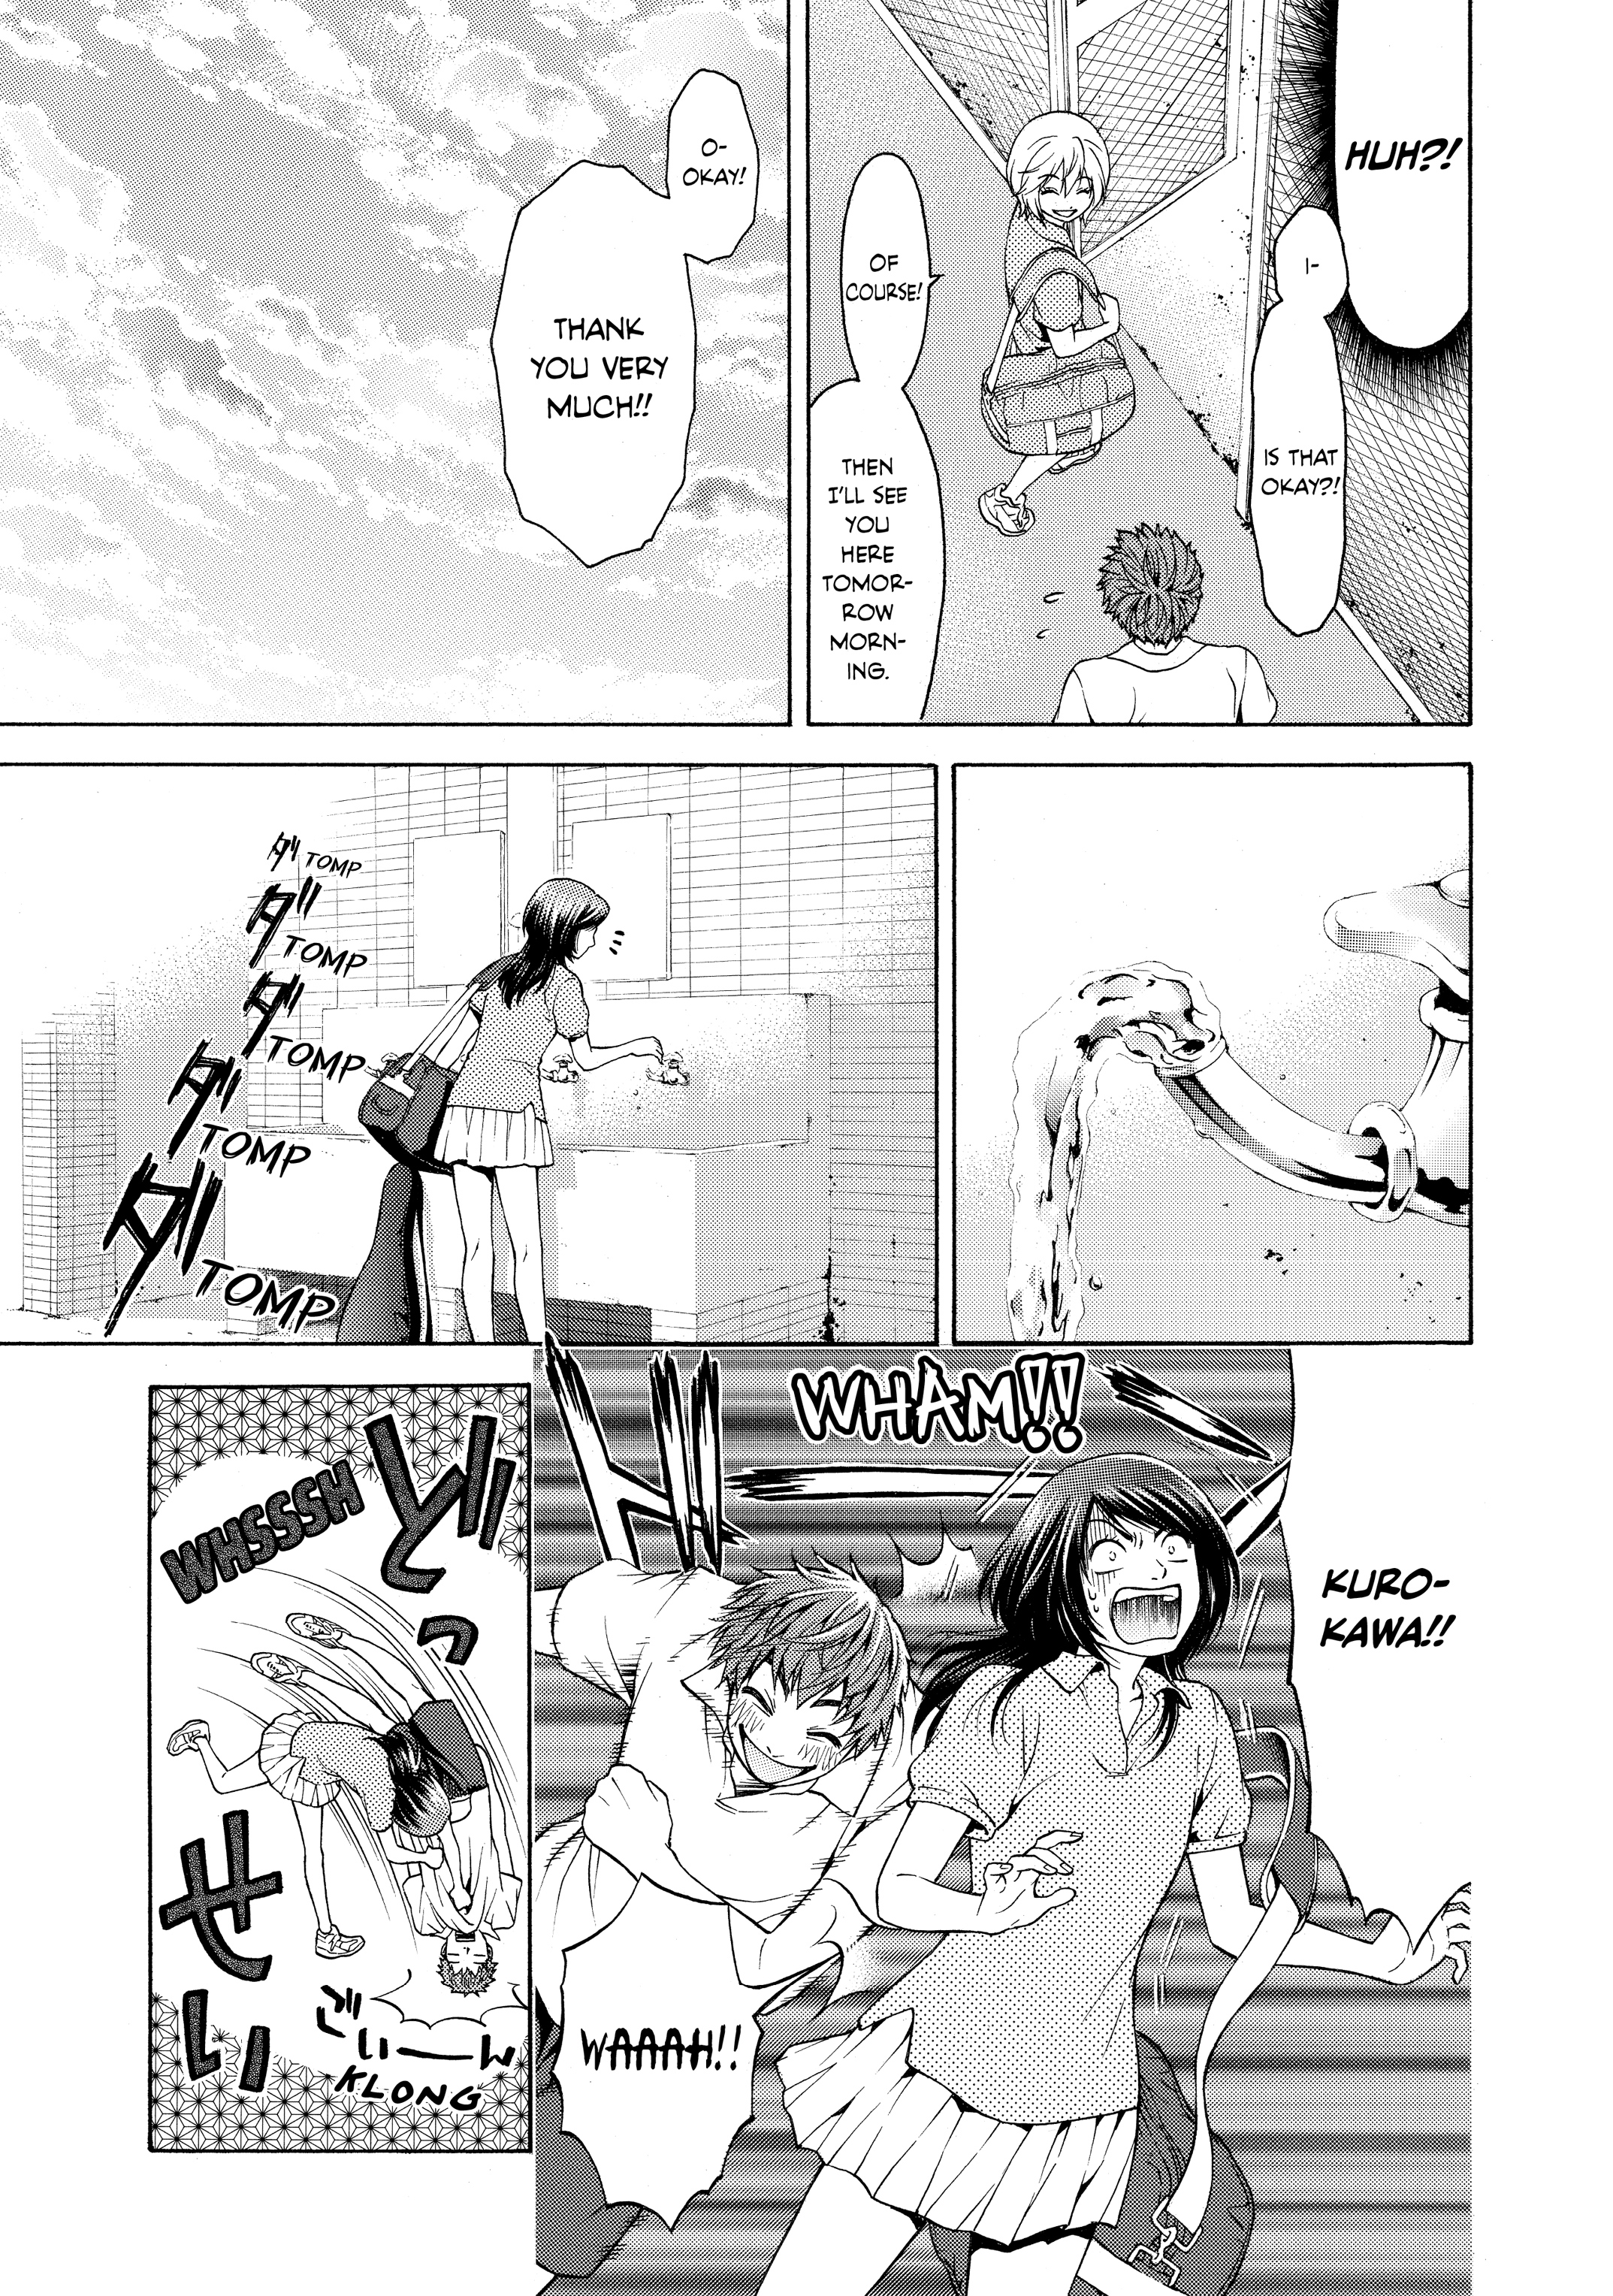 HUH?!
I-
IS THAT
OKAY?!
OF
COURSE!
THEN
I'LL SEE
YOU
HERE
TOMOR-
ROW
MORN-
ING.
O-
OKAY!
THANK
YOU VERY
MUCH!!
ダ TOMP
ダ TOMP
ダ TOMP
ダ TOMP
ダ TOMP
WHAM!!
KURO-
KAWA!!
WAAAH!!
WHSSSH
どっ
せい
ごいーん
KLONG